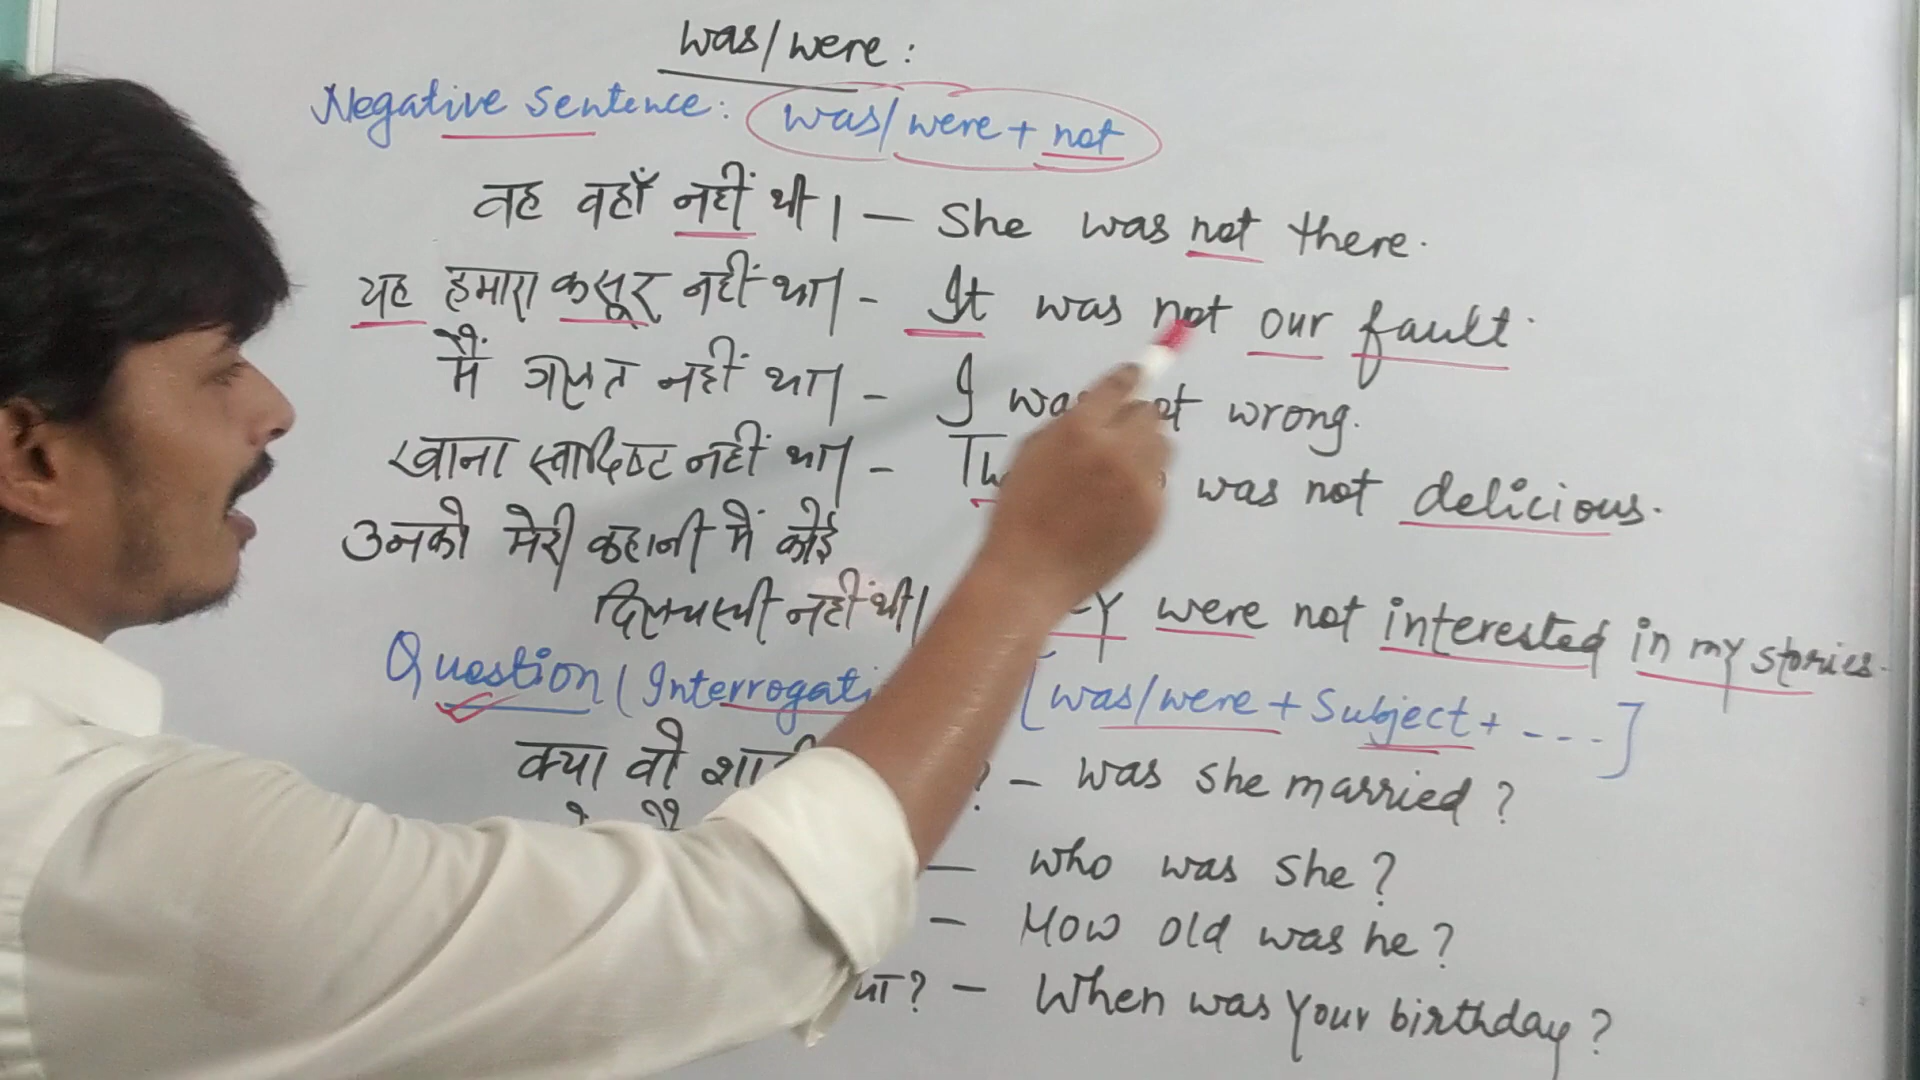 was/were:
Negative Sentence: was/were + not
वह वहाँ नहीं थी। - She was not there.
यह हमारा कसूर नहीं था। - It was not our fault.
मैं गलत नहीं था। - I was not wrong.
खाना स्वादिष्ट नहीं था। - was not delicious.
उनको मेरी कहानी में कोई
दिलचस्पी नहीं थी। were not interested in my stories.
Question (Interrogati [was/were + Subject + ---]
क्या वो ? - was she married?
- who was she?
- How old was he?
? - When was your birthday?